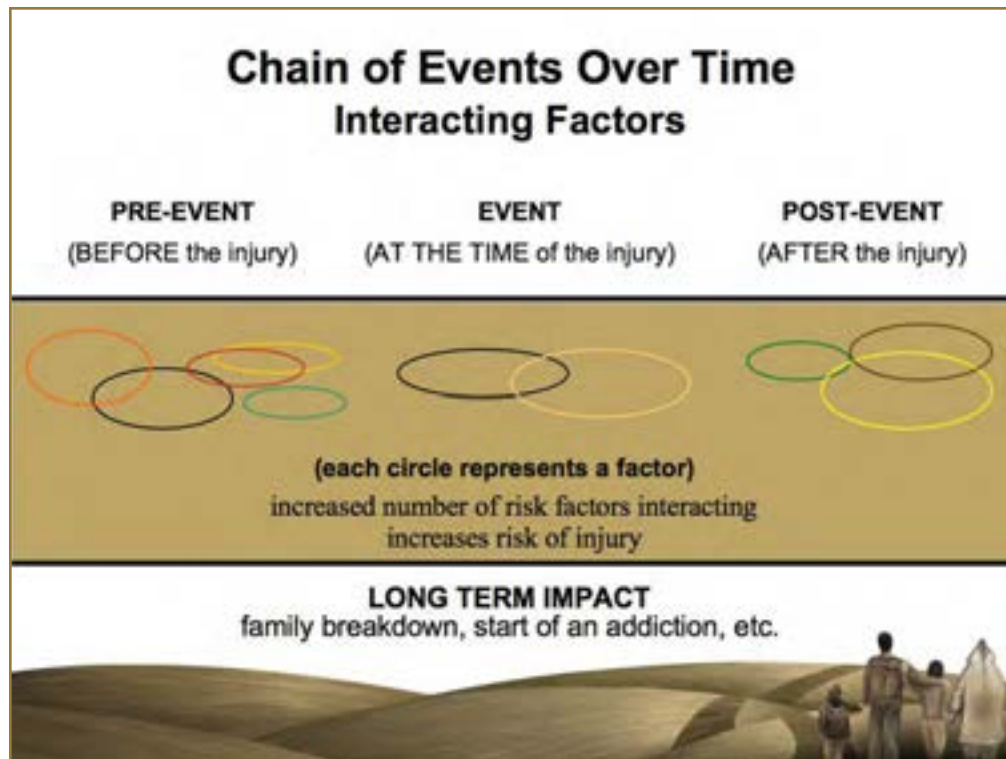 Chain of Events Over Time
Interacting Factors
PRE-EVENT
(BEFORE the injury)
EVENT
(AT THE TIME of the injury)
POST-EVENT
(AFTER the injury)
(each circle represents a factor)
increased number of risk factors interacting
increases risk of injury
LONG TERM IMPACT
family breakdown, start of an addiction, etc.